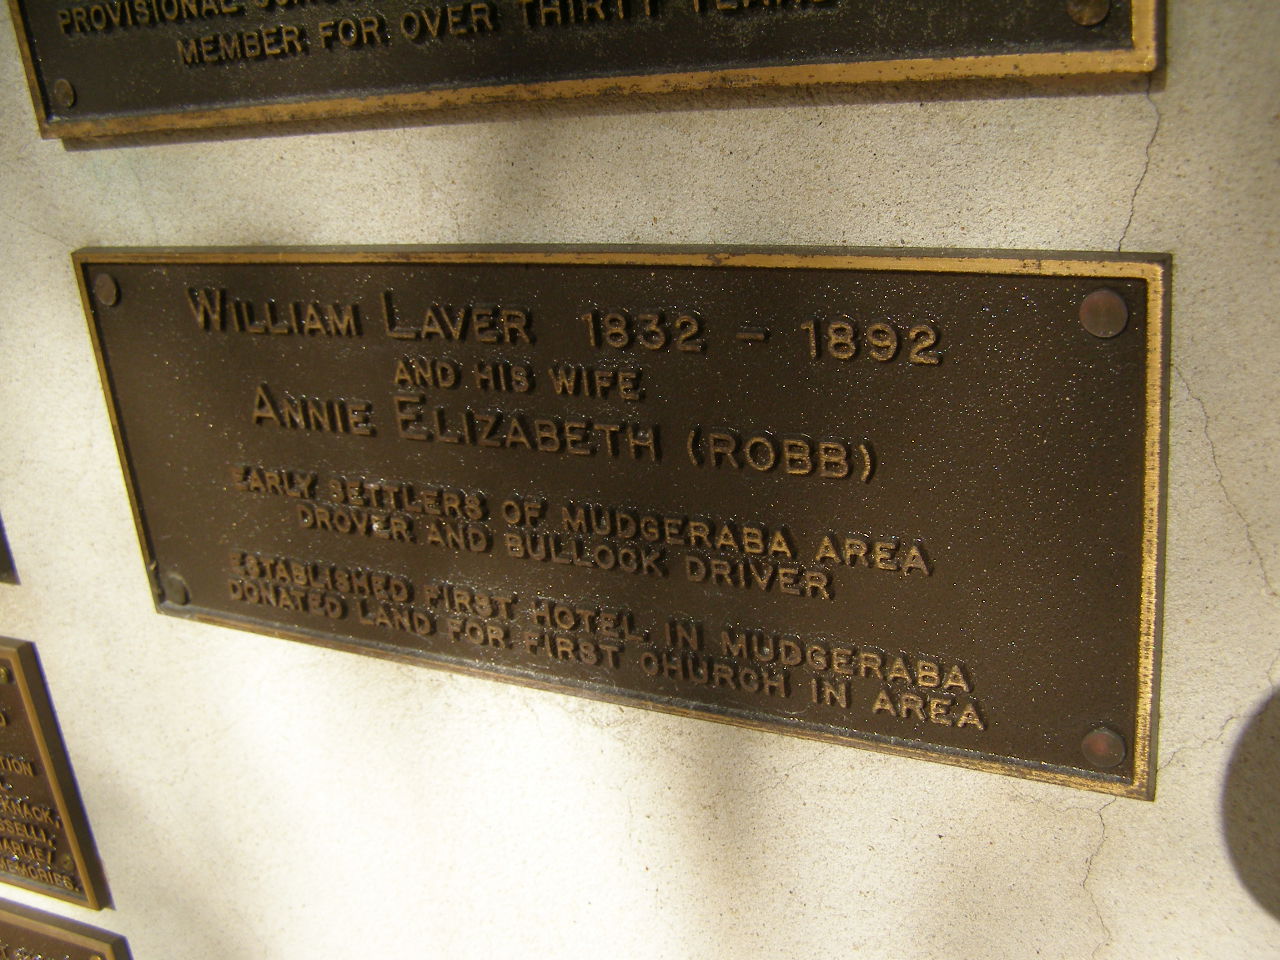 PROVISIONAL
MEMBER FOR OVER THIRTY YEARS
WILLIAM LAVER 1832 - 1892
AND HIS WIFE
ANNIE ELIZABETH (ROBB)
EARLY SETTLERS OF MUDGERABA AREA
DROVER AND BULLOCK DRIVER
ESTABLISHED FIRST HOTEL IN MUDGERABA
DONATED LAND FOR FIRST CHURCH IN AREA
MEMORIES.